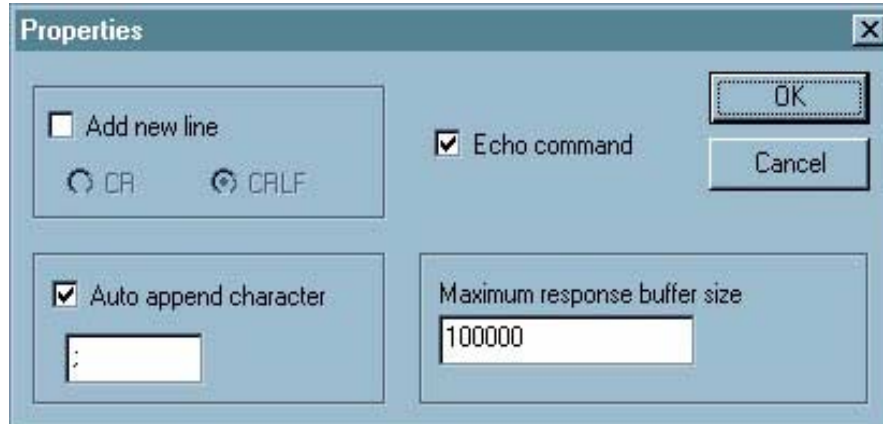 Properties
Add new line
CR CRLF
Echo command
OK
Cancel
Auto append character
;
Maximum response buffer size
100000